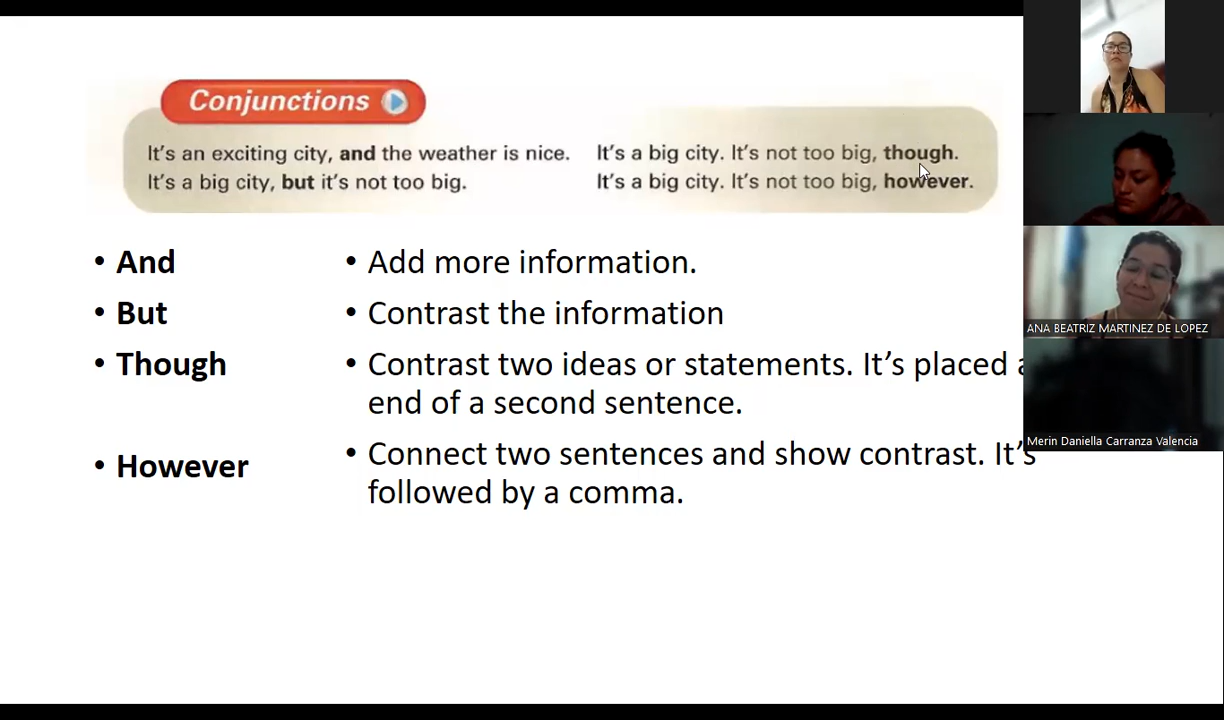 Conjunctions
It's an exciting city, and the weather is nice.
It's a big city, but it's not too big.
It's a big city. It's not too big, though.
It's a big city. It's not too big, however.
• And
• Add more information.
• But
• Contrast the information
• Though
• Contrast two ideas or statements. It's placed
end of a second sentence.
• However
• Connect two sentences and show contrast. It's
followed by a comma.
ANA BEATRIZ MARTINEZ DE LOPEZ
Merin Daniella Carranza Valencia